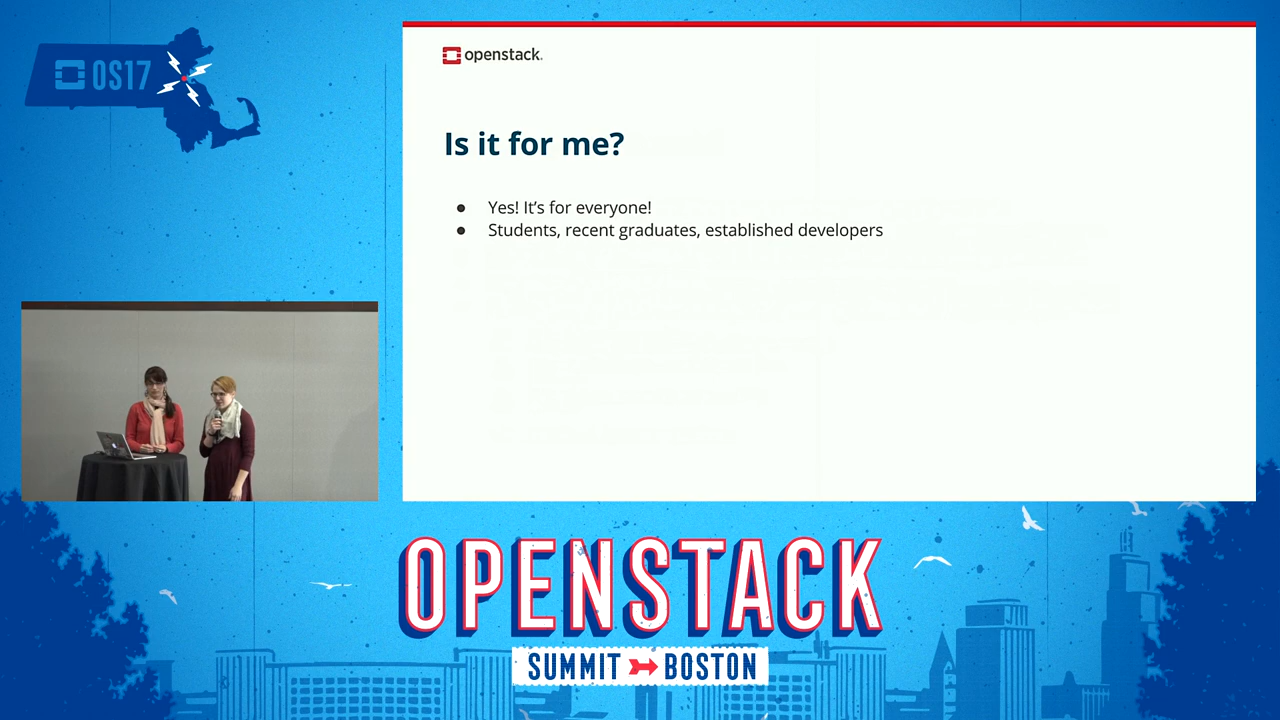 OS17
openstack.
Is it for me?
● Yes! It's for everyone!
● Students, recent graduates, established developers
OPENSTACK
SUMMIT BOSTON